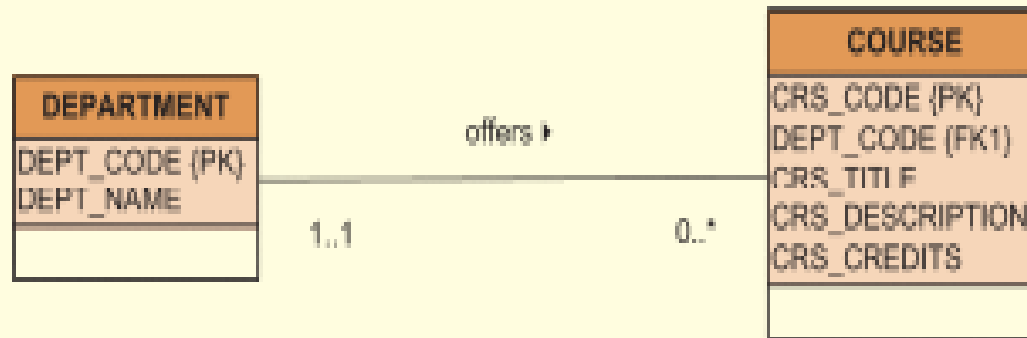 DEPARTMENT
DEPT_CODE {PK}
DEPT_NAME
offers
1..1
0..*
COURSE
CRS_CODE {PK}
DEPT_CODE {FK1}
CRS_TITLE
CRS_DESCRIPTION
CRS_CREDITS